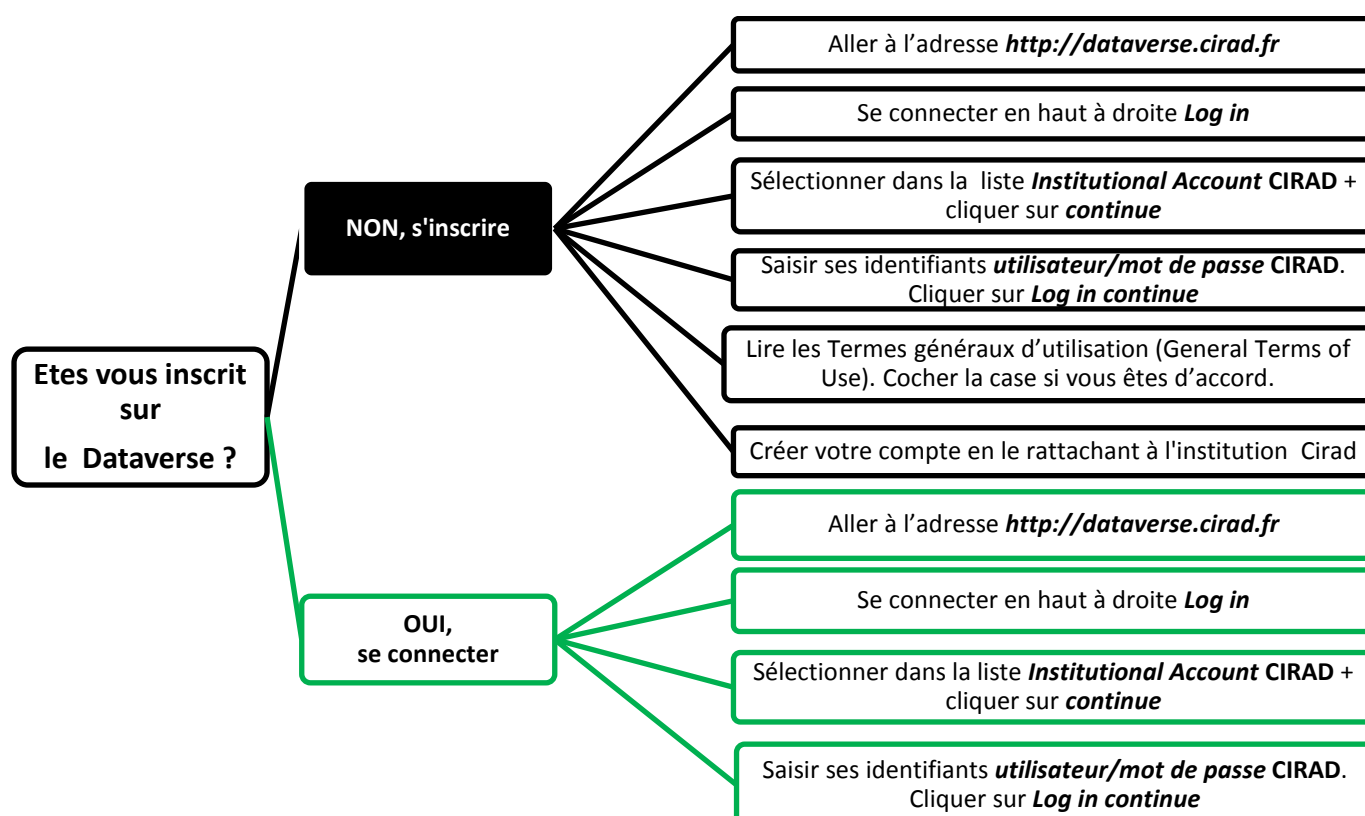 Etes vous inscrit
sur
le Dataverse ?
NON, s'inscrire
Aller à l’adresse http://dataverse.cirad.fr
Se connecter en haut à droite Log in
Sélectionner dans la liste Institutional Account CIRAD +
cliquer sur continue
Saisir ses identifiants utilisateur/mot de passe CIRAD.
Cliquer sur Log in continue
Lire les Termes généraux d’utilisation (General Terms of
Use). Cocher la case si vous êtes d’accord.
Créer votre compte en le rattachant à l'institution Cirad
OUI,
se connecter
Aller à l’adresse http://dataverse.cirad.fr
Se connecter en haut à droite Log in
Sélectionner dans la liste Institutional Account CIRAD +
cliquer sur continue
Saisir ses identifiants utilisateur/mot de passe CIRAD.
Cliquer sur Log in continue